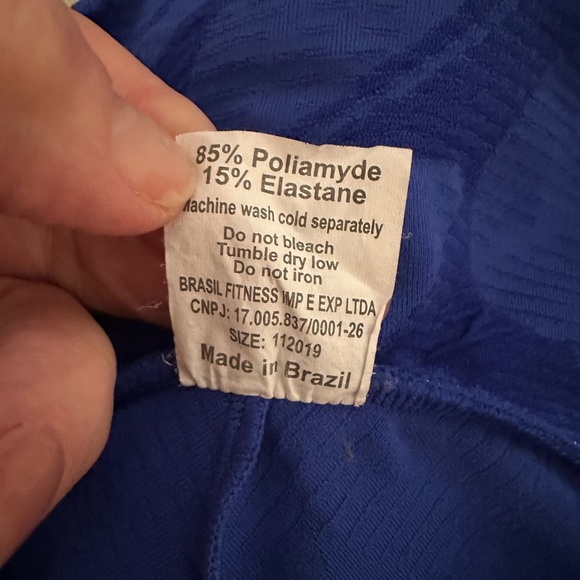 85% Poliamyde
15% Elastane
Machine wash cold separately
Do not bleach
Tumble dry low
Do not iron
BRASIL FITNESS IMP E EXP LTDA
CNPJ: 17.005.837/0001-26
SIZE: 112019
Made in Brazil